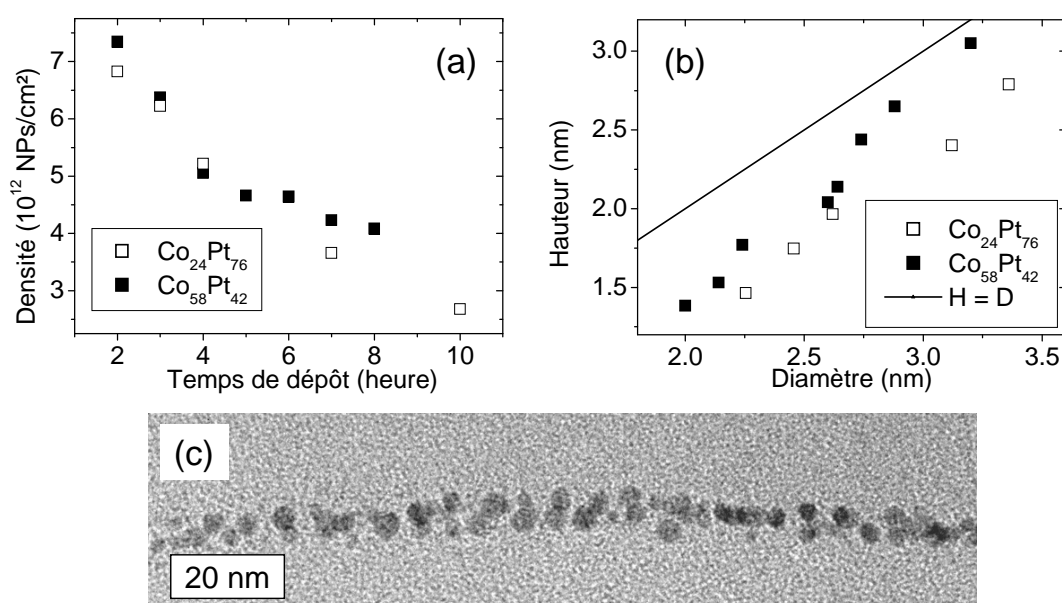 (a)
7
6
5
4
3
Densité (10¹² NPs/cm²)
Co₂₄Pt₇₆
Co₅₈Pt₄₂
2 4 6 8 10
Temps de dépôt (heure)
(b)
3.0
2.5
2.0
1.5
Hauteur (nm)
Co₂₄Pt₇₆
Co₅₈Pt₄₂
H = D
2.0 2.5 3.0 3.5
Diamètre (nm)
(c)
20 nm